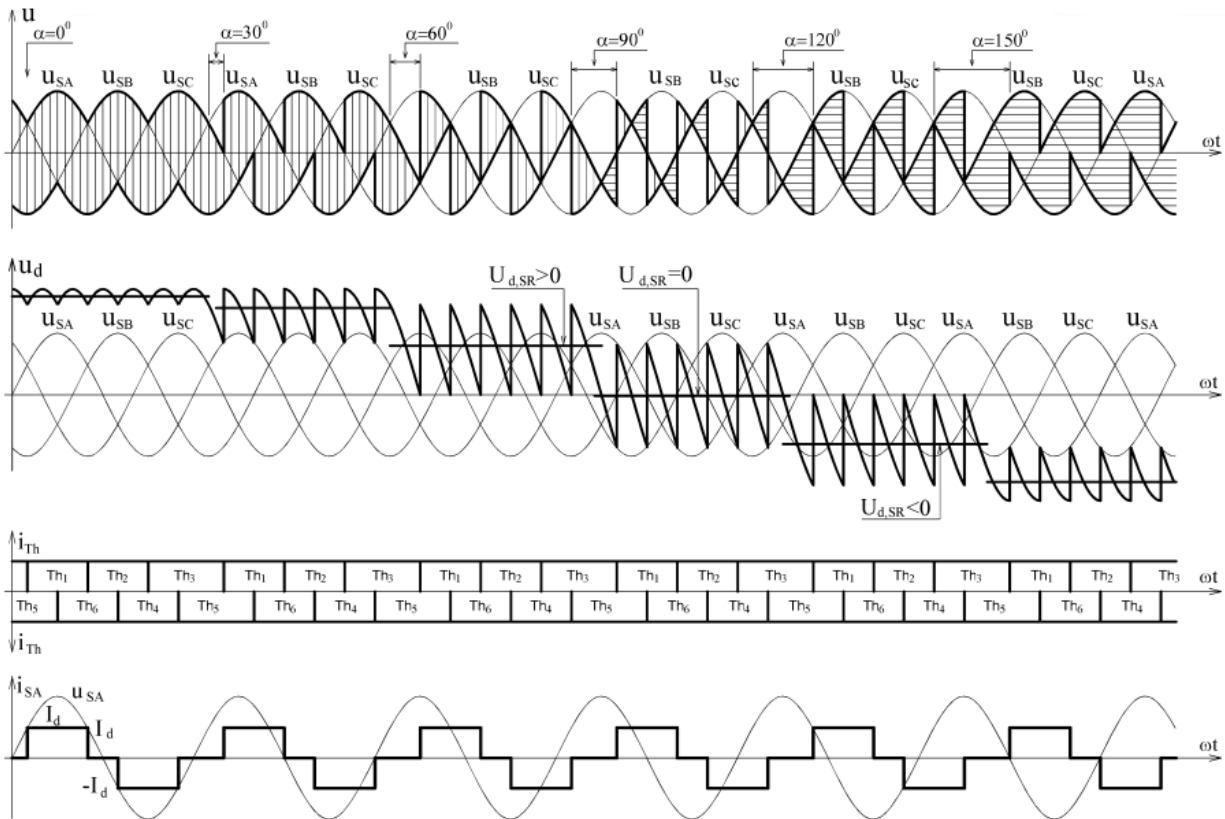 u
α=0⁰ α=30⁰ α=60⁰ α=90⁰ α=120⁰ α=150⁰
u_SA u_SB u_SC u_SA u_SB u_SC u_SB u_SC u_SB u_Sc u_SB u_Sc u_SB u_SC u_SA
ωt
u_d
U_d,SR>0 U_d,SR=0
u_SA u_SB u_SC u_SA u_SB u_SC u_SA u_SB u_SC u_SA u_SB u_SC u_SA
ωt
U_d,SR<0
i_Th
Th₁ Th₂ Th₃ Th₁ Th₂ Th₃ Th₁ Th₂ Th₃ Th₁ Th₂ Th₃ Th₁ Th₂ Th₃ Th₁ Th₂ Th₃
ωt
Th₅ Th₆ Th₄ Th₅ Th₆ Th₄ Th₅ Th₆ Th₄ Th₅ Th₆ Th₄ Th₅ Th₆ Th₄ Th₅ Th₆ Th₄
i_Th
i_SA u_SA
I_d I_d
ωt
-I_d